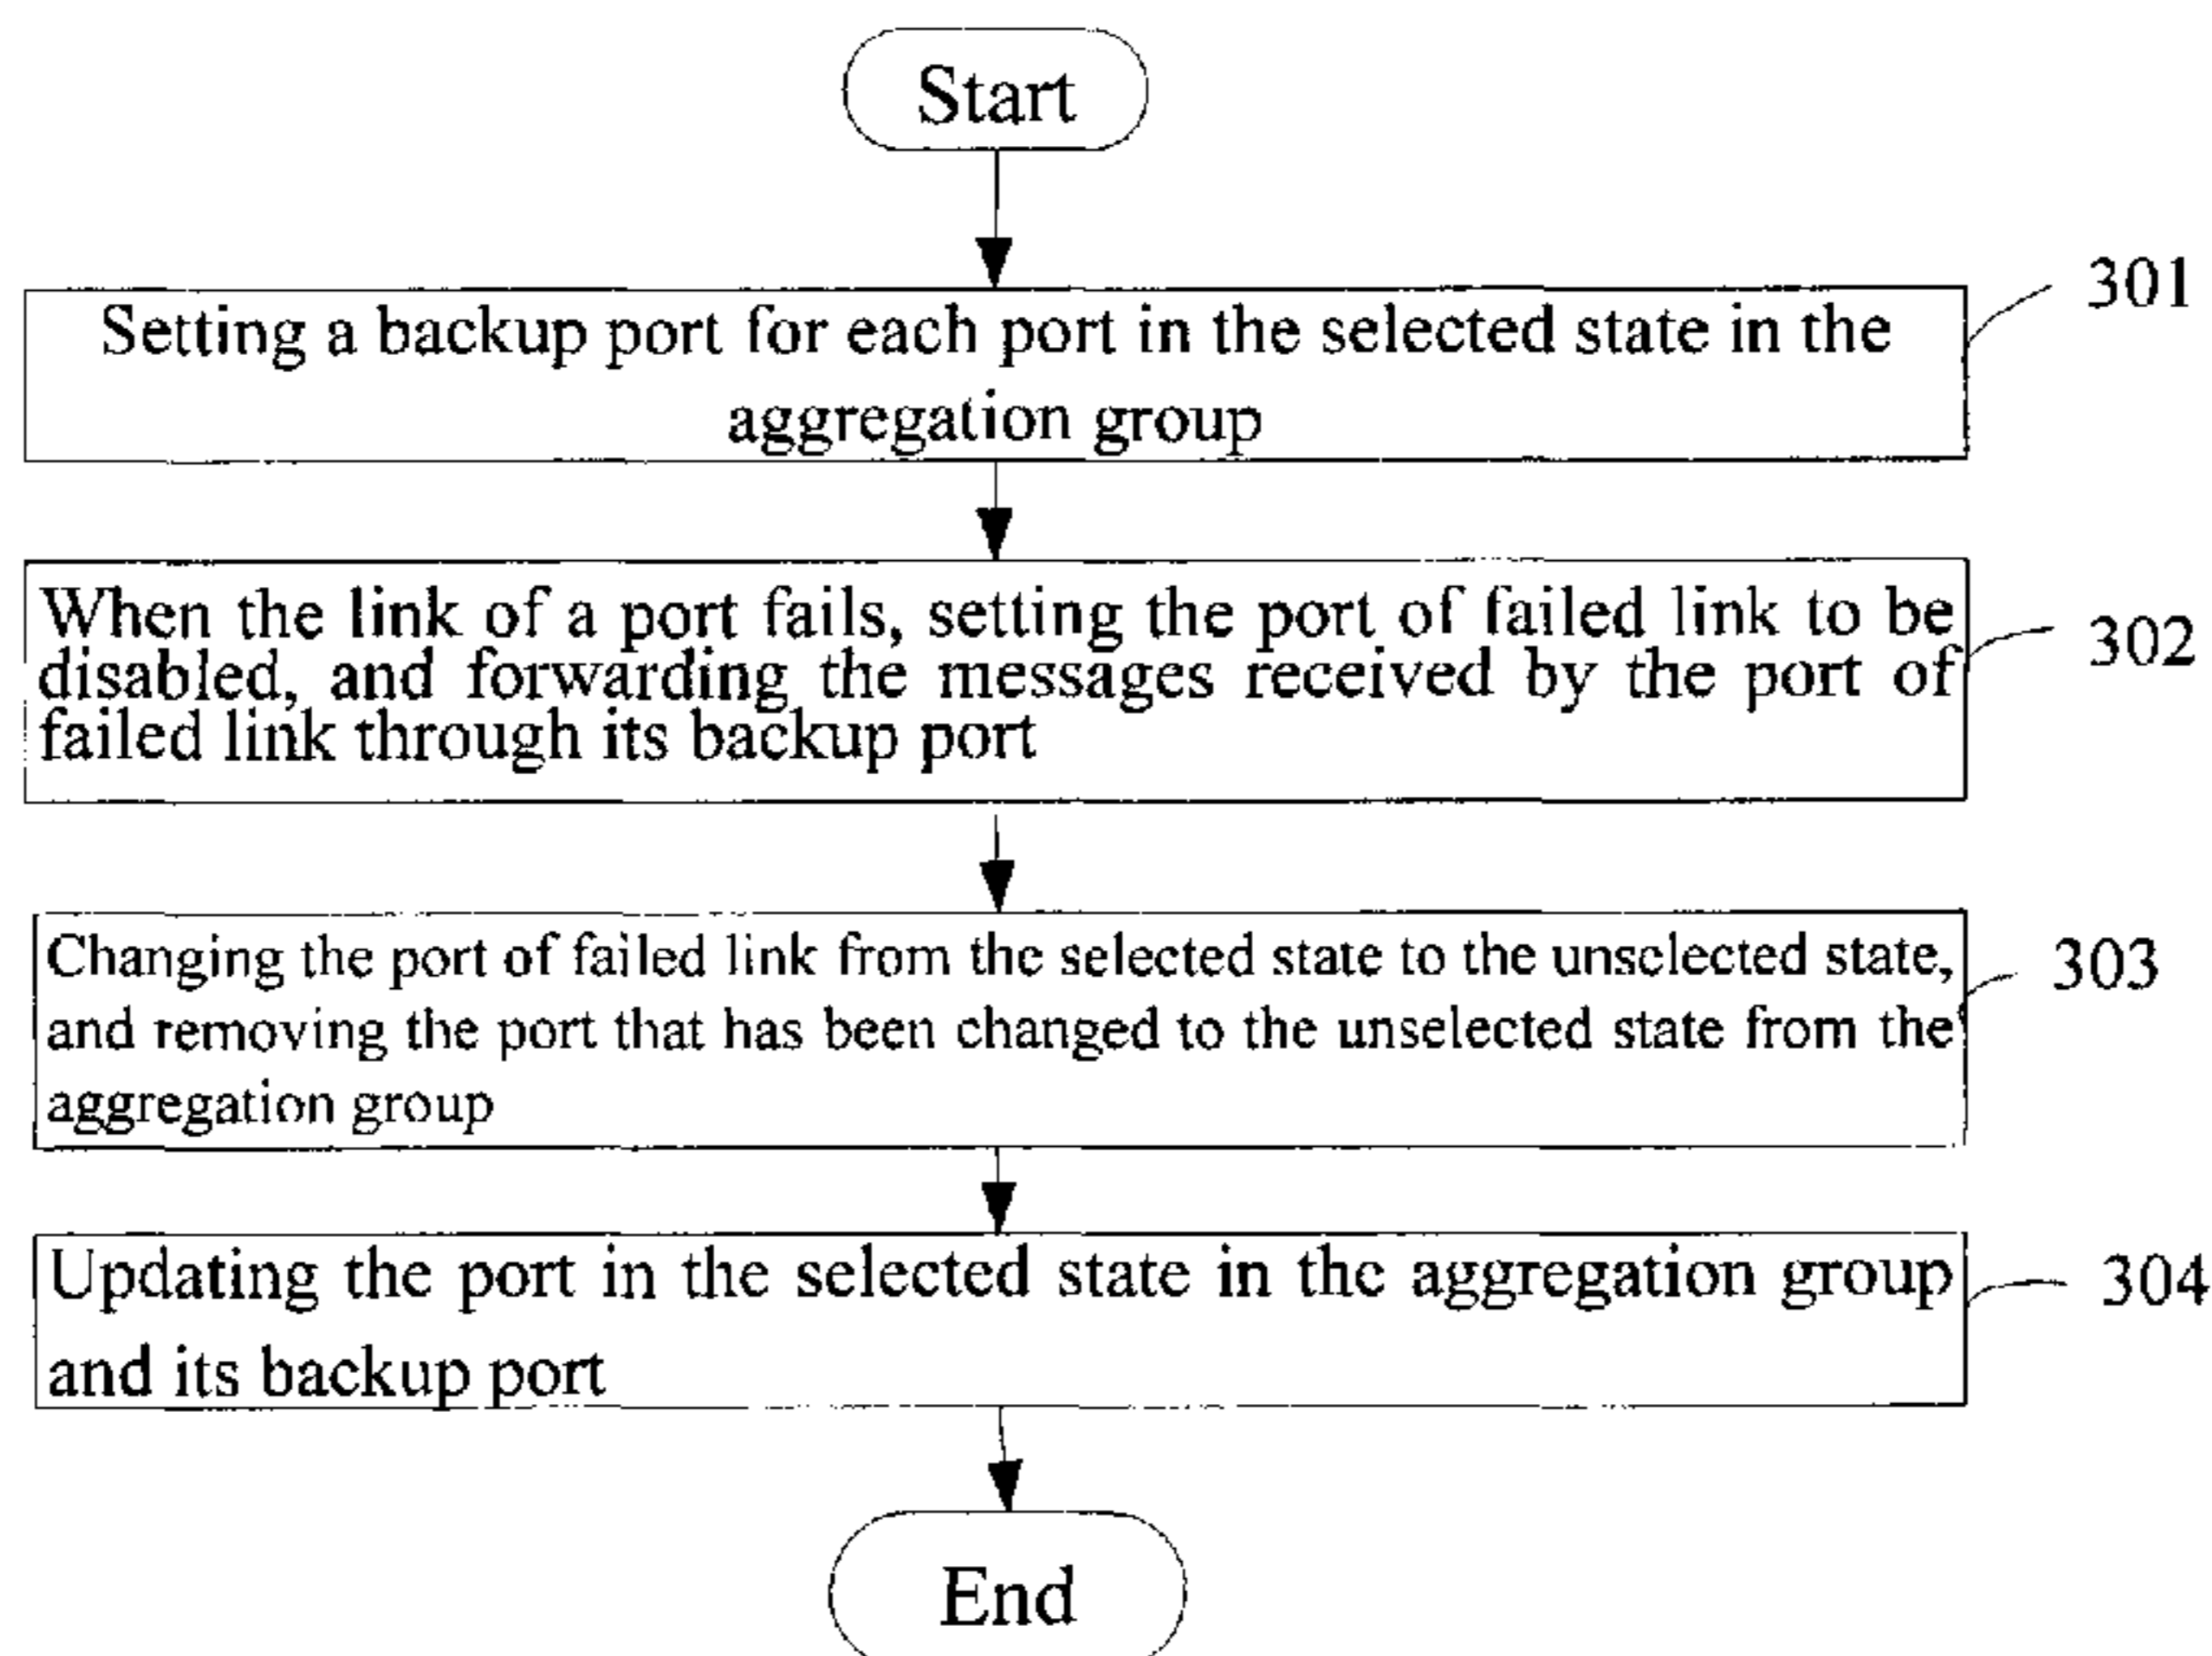 Start
301
Setting a backup port for each port in the selected state in the
aggregation group
When the link of a port fails, setting the port of failed link to be
disabled, and forwarding the messages received by the port of
failed link through its backup port
302
Changing the port of failed link from the selected state to the unselected state,
and removing the port that has been changed to the unselected state from the
aggregation group
303
Updating the port in the selected state in the aggregation group
and its backup port
304
End